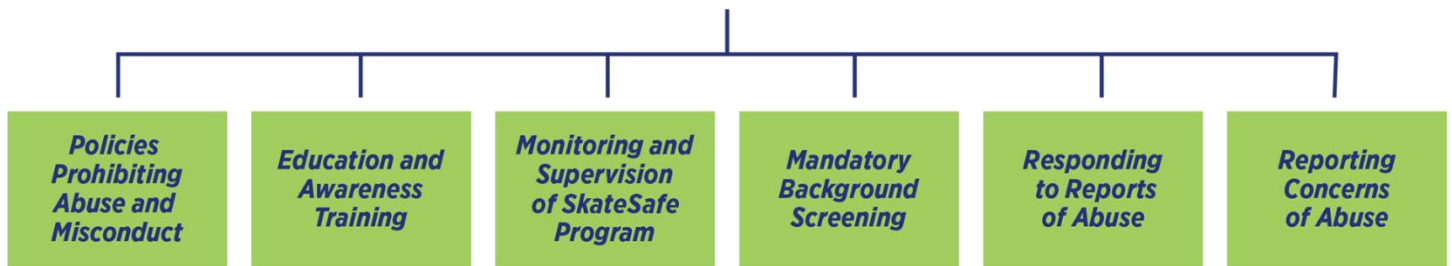 Policies
Prohibiting
Abuse and
Misconduct
Education and
Awareness
Training
Monitoring and
Supervision
of SkateSafe
Program
Mandatory
Background
Screening
Responding
to Reports
of Abuse
Reporting
Concerns
of Abuse